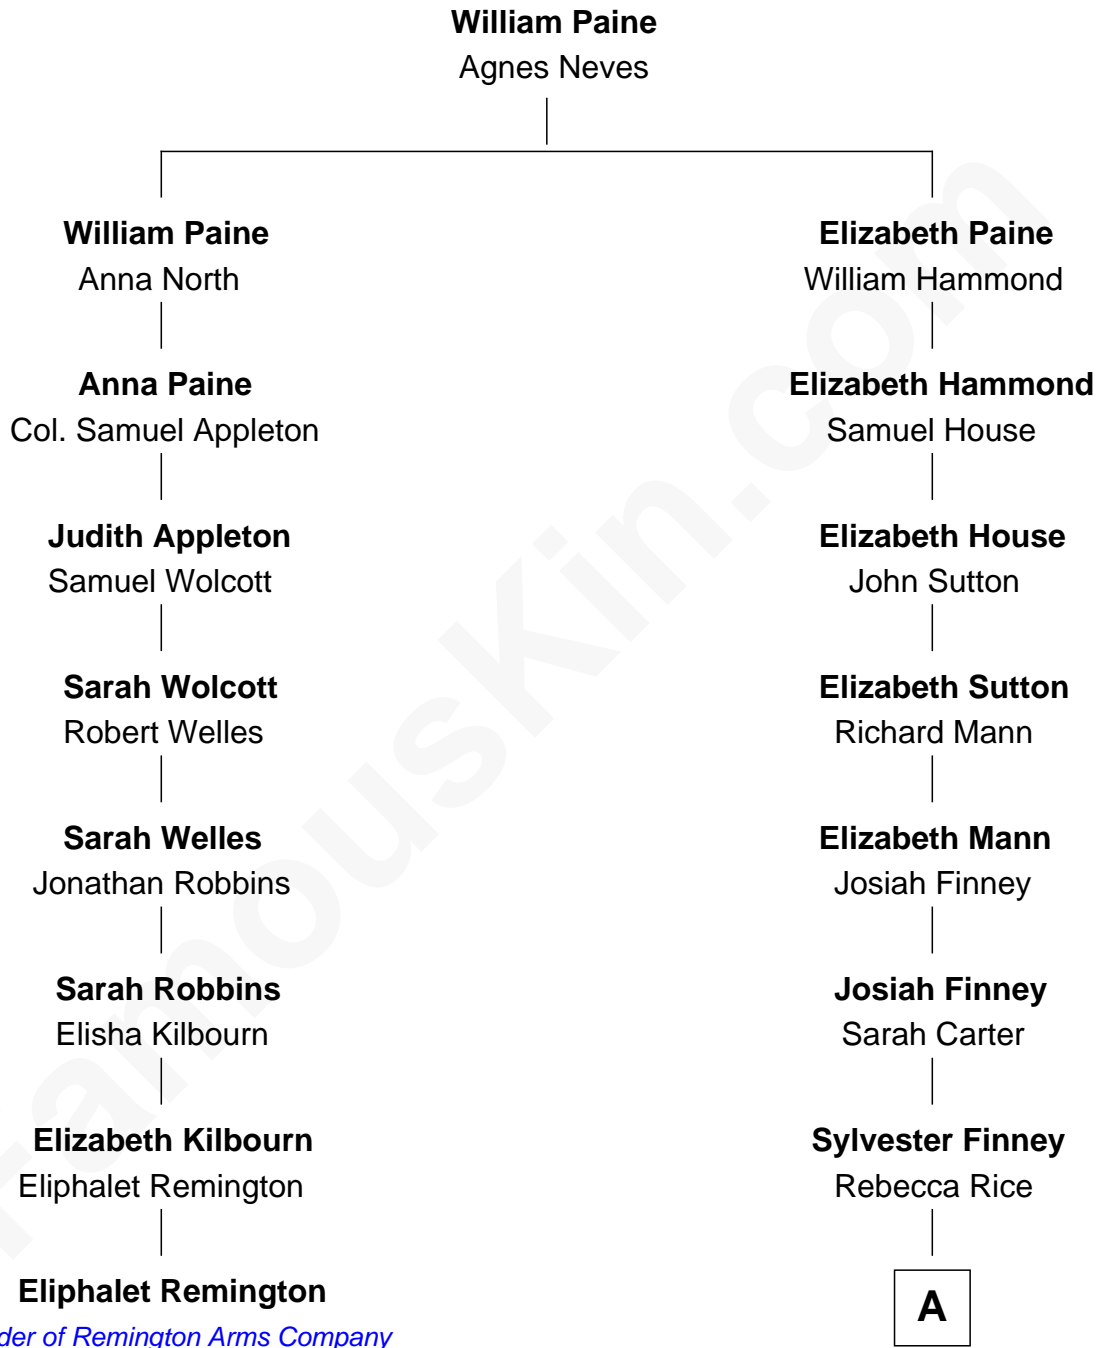 William Paine
Agnes Neves
William Paine
Anna North
Elizabeth Paine
William Hammond
Anna Paine
Col. Samuel Appleton
Elizabeth Hammond
Samuel House
Judith Appleton
Samuel Wolcott
Elizabeth House
John Sutton
Sarah Wolcott
Robert Welles
Elizabeth Sutton
Richard Mann
Sarah Welles
Jonathan Robbins
Elizabeth Mann
Josiah Finney
Sarah Robbins
Elisha Kilbourn
Josiah Finney
Sarah Carter
Elizabeth Kilbourn
Eliphalet Remington
Sylvester Finney
Rebecca Rice
Eliphalet Remington
der of Remington Arms Company
A
FamousKin.com